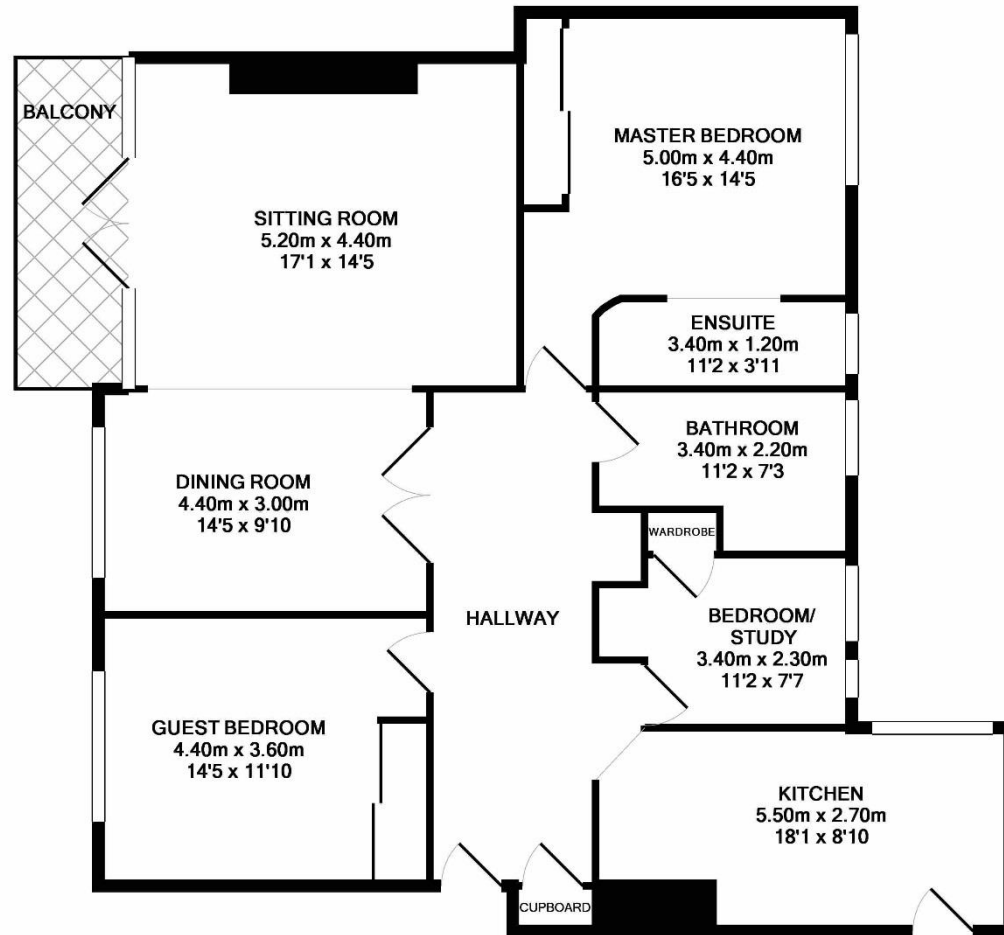 BALCONY
SITTING ROOM
5.20m x 4.40m
17'1 x 14'5
MASTER BEDROOM
5.00m x 4.40m
16'5 x 14'5
ENSUITE
3.40m x 1.20m
11'2 x 3'11
BATHROOM
3.40m x 2.20m
11'2 x 7'3
DINING ROOM
4.40m x 3.00m
14'5 x 9'10
WARDROBE
HALLWAY
BEDROOM/
STUDY
3.40m x 2.30m
11'2 x 7'7
GUEST BEDROOM
4.40m x 3.60m
14'5 x 11'10
KITCHEN
5.50m x 2.70m
18'1 x 8'10
CUPBOARD